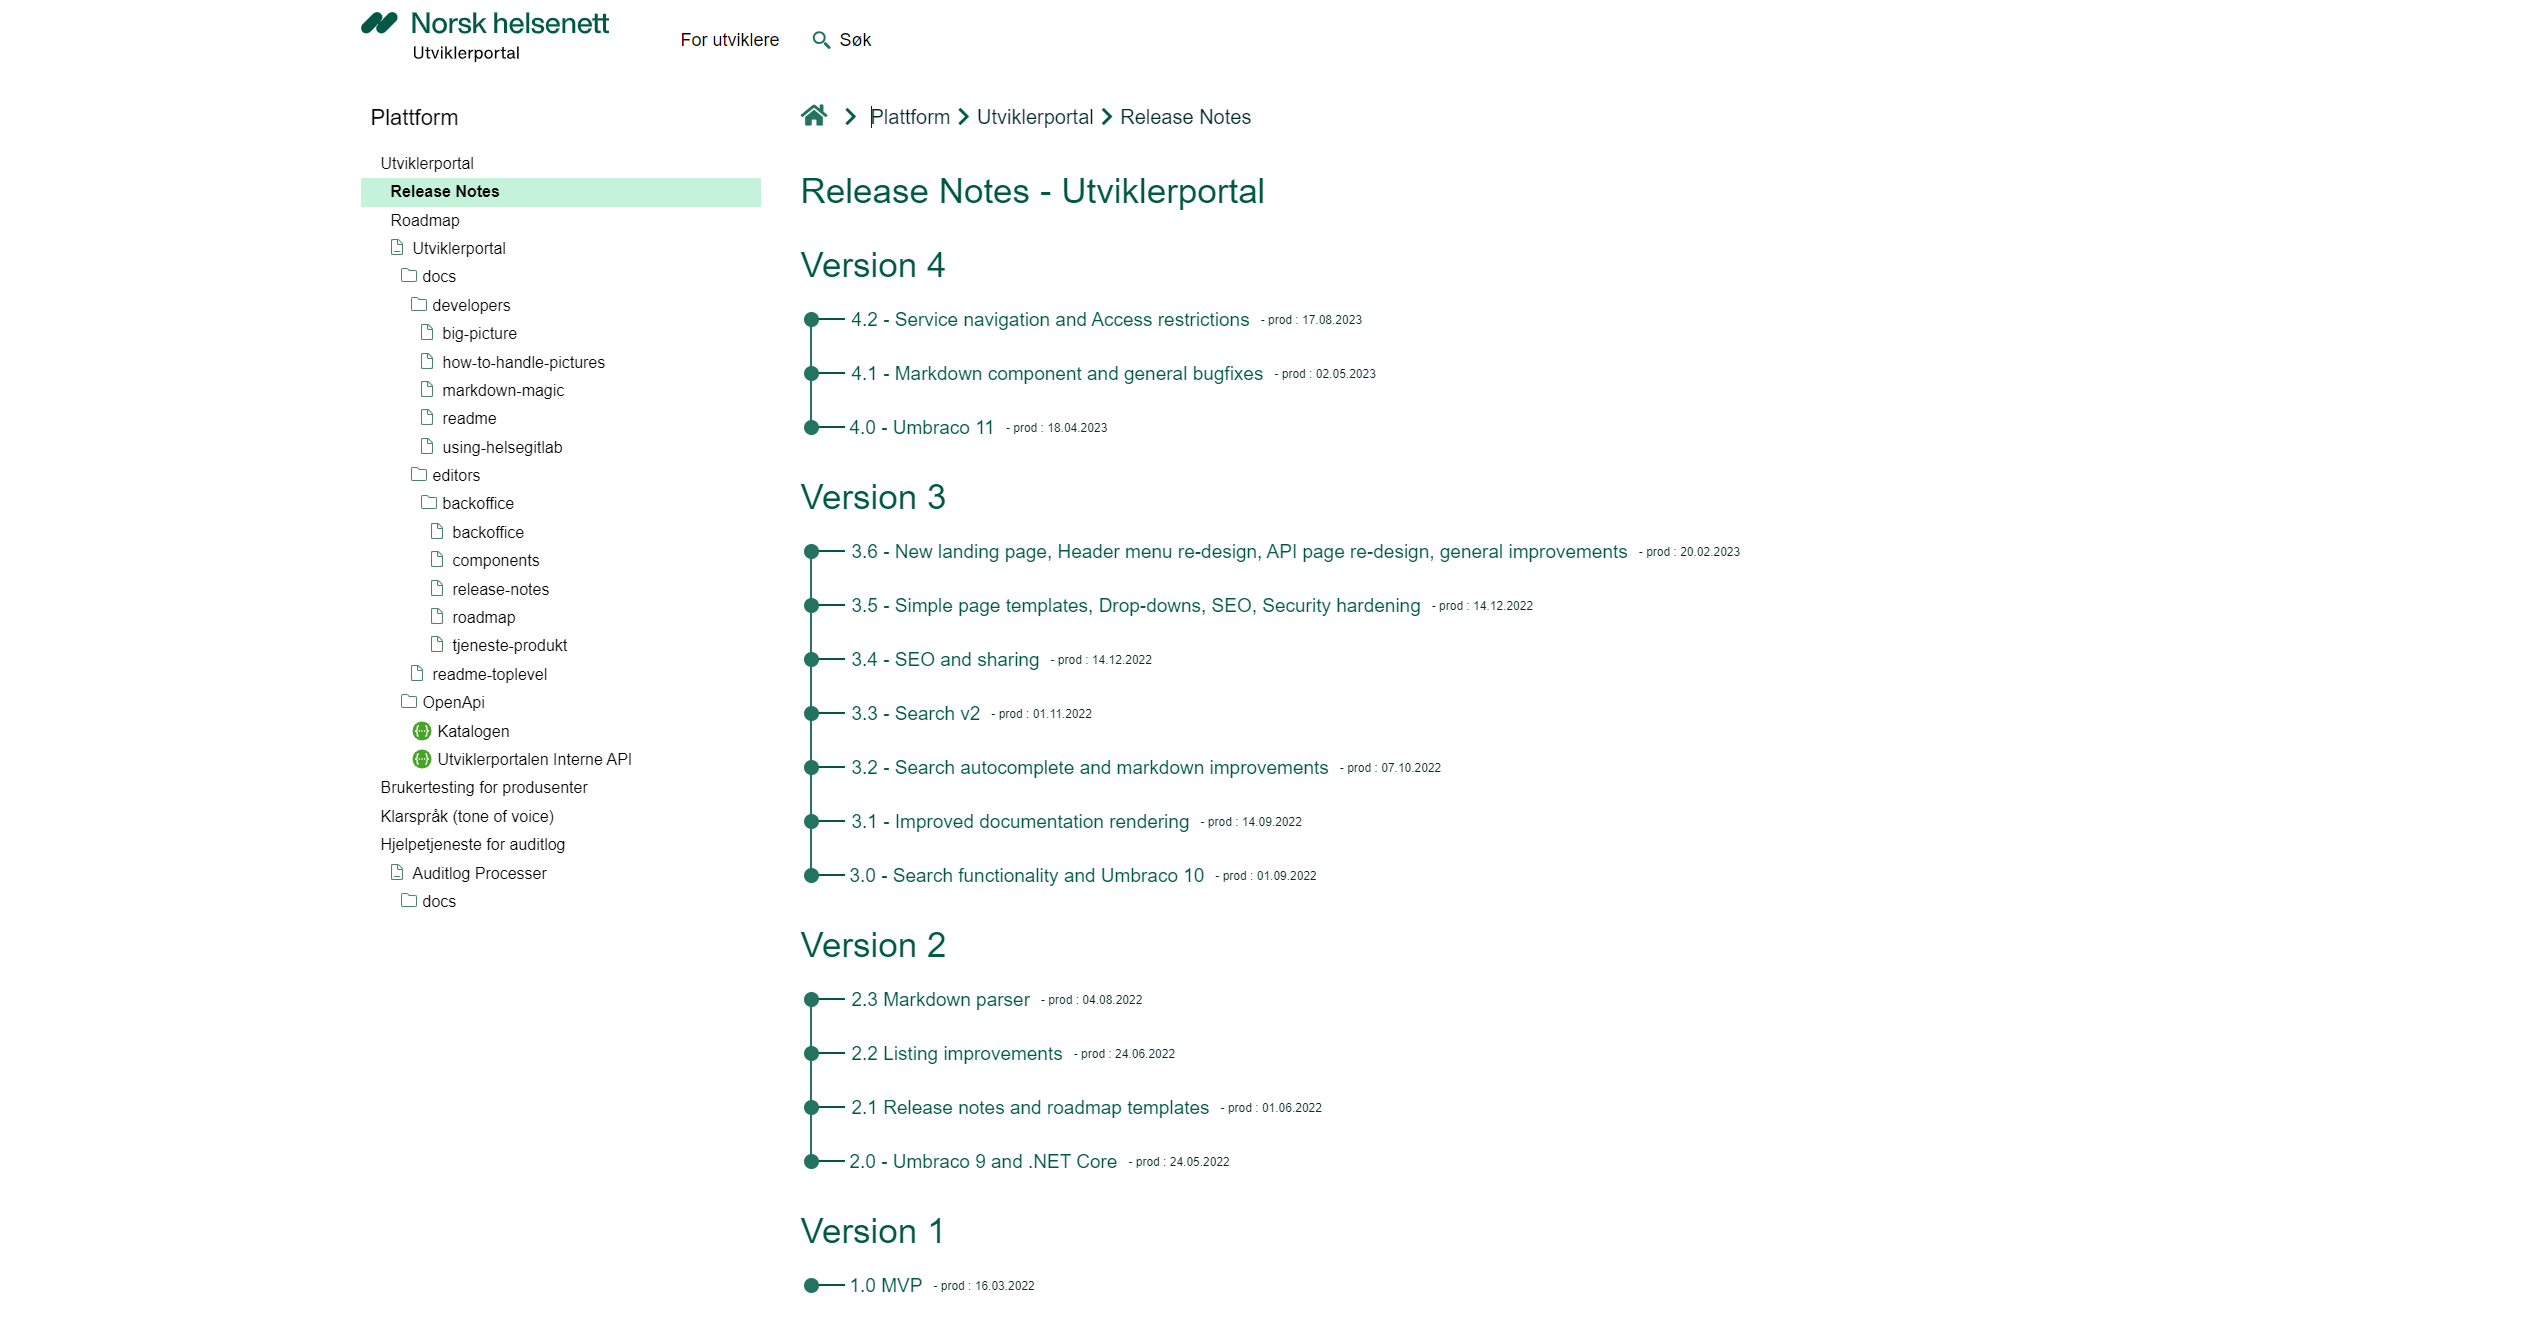 Norsk helsenett
Utviklerportal
For utviklere
Søk
Plattform
Utviklerportal
Release Notes
Roadmap
Utviklerportal
docs
developers
big-picture
how-to-handle-pictures
markdown-magic
readme
using-helsegitlab
editors
backoffice
backoffice
components
release-notes
roadmap
tjeneste-produkt
readme-toplevel
OpenApi
Katalogen
Utviklerportalen Interne API
Brukertesting for produsenter
Klarspråk (tone of voice)
Hjelpetjeneste for auditlog
Auditlog Processer
docs
Plattform > Utviklerportal > Release Notes
Release Notes - Utviklerportal
Version 4
4.2 - Service navigation and Access restrictions - prod : 17.08.2023
4.1 - Markdown component and general bugfixes - prod : 02.05.2023
4.0 - Umbraco 11 - prod : 18.04.2023
Version 3
3.6 - New landing page, Header menu re-design, API page re-design, general improvements - prod : 20.02.2023
3.5 - Simple page templates, Drop-downs, SEO, Security hardening - prod : 14.12.2022
3.4 - SEO and sharing - prod : 14.12.2022
3.3 - Search v2 - prod : 01.11.2022
3.2 - Search autocomplete and markdown improvements - prod : 07.10.2022
3.1 - Improved documentation rendering - prod : 14.09.2022
3.0 - Search functionality and Umbraco 10 - prod : 01.09.2022
Version 2
2.3 Markdown parser - prod : 04.08.2022
2.2 Listing improvements - prod : 24.06.2022
2.1 Release notes and roadmap templates - prod : 01.06.2022
2.0 - Umbraco 9 and .NET Core - prod : 24.05.2022
Version 1
1.0 MVP - prod : 16.03.2022